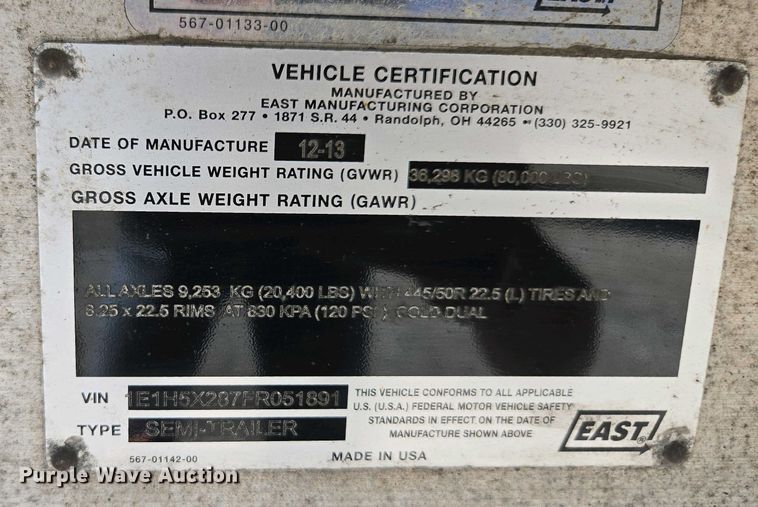 567-01133-00
EAST
VEHICLE CERTIFICATION
MANUFACTURED BY
EAST MANUFACTURING CORPORATION
P.O. Box 277 • 1871 S.R. 44 • Randolph, OH 44265 • (330) 325-9921
DATE OF MANUFACTURE 12-13
GROSS VEHICLE WEIGHT RATING (GVWR) 36,298 KG (80,000 LBS)
GROSS AXLE WEIGHT RATING (GAWR)
ALL AXLES 9,253 KG (20,400 LBS) WITH 445/50R 22.5 (L) TIRES AND
8.25 x 22.5 RIMS AT 830 KPA (120 PSI) COLD DUAL
VIN
TYPE SEMI-TRAILER
THIS VEHICLE CONFORMS TO ALL APPLICABLE
U.S. (U.S.A.) FEDERAL MOTOR VEHICLE SAFETY
STANDARDS IN EFFECT ON THE DATE OF
MANUFACTURE SHOWN ABOVE
EAST®
567-01142-00
MADE IN USA
Purple Wave Auction